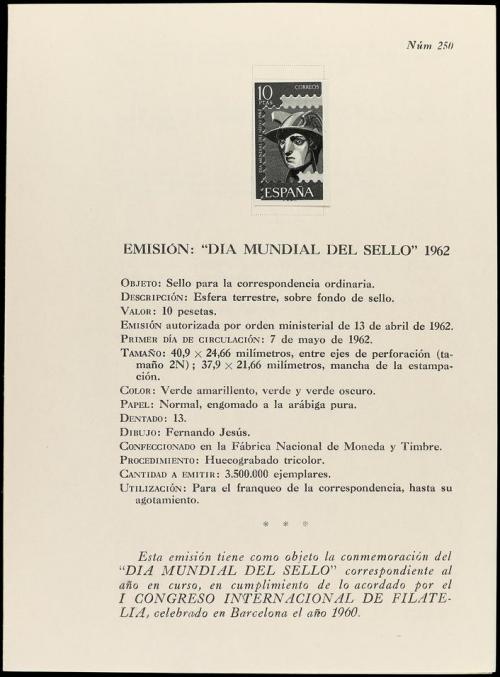 Núm 250
10
PTAS
CORREOS
DIA MUNDIAL DEL SELLO 1962
ESPAÑA
EMISIÓN: “DIA MUNDIAL DEL SELLO” 1962
OBJETO: Sello para la correspondencia ordinaria.
DESCRIPCIÓN: Esfera terrestre, sobre fondo de sello.
VALOR: 10 pesetas.
EMISIÓN autorizada por orden ministerial de 13 de abril de 1962.
PRIMER DÍA DE CIRCULACIÓN: 7 de mayo de 1962.
TAMAÑO: 40,9 × 24,66 milímetros, entre ejes de perforación (ta-
maño 2N); 37,9 × 21,66 milímetros, mancha de la estampa-
ción.
COLOR: Verde amarillento, verde y verde oscuro.
PAPEL: Normal, engomado a la arábiga pura.
DENTADO: 13.
DIBUJO: Fernando Jesús.
CONFECCIONADO en la Fábrica Nacional de Moneda y Timbre.
PROCEDIMIENTO: Huecograbado tricolor.
CANTIDAD A EMITIR: 3.500.000 ejemplares.
UTILIZACIÓN: Para el franqueo de la correspondencia, hasta su
agotamiento.
* * *
Esta emisión tiene como objeto la conmemoración del
“DIA MUNDIAL DEL SELLO” correspondiente al
año en curso, en cumplimiento de lo acordado por el
I CONGRESO INTERNACIONAL DE FILATE-
LIA, celebrado en Barcelona el año 1960.